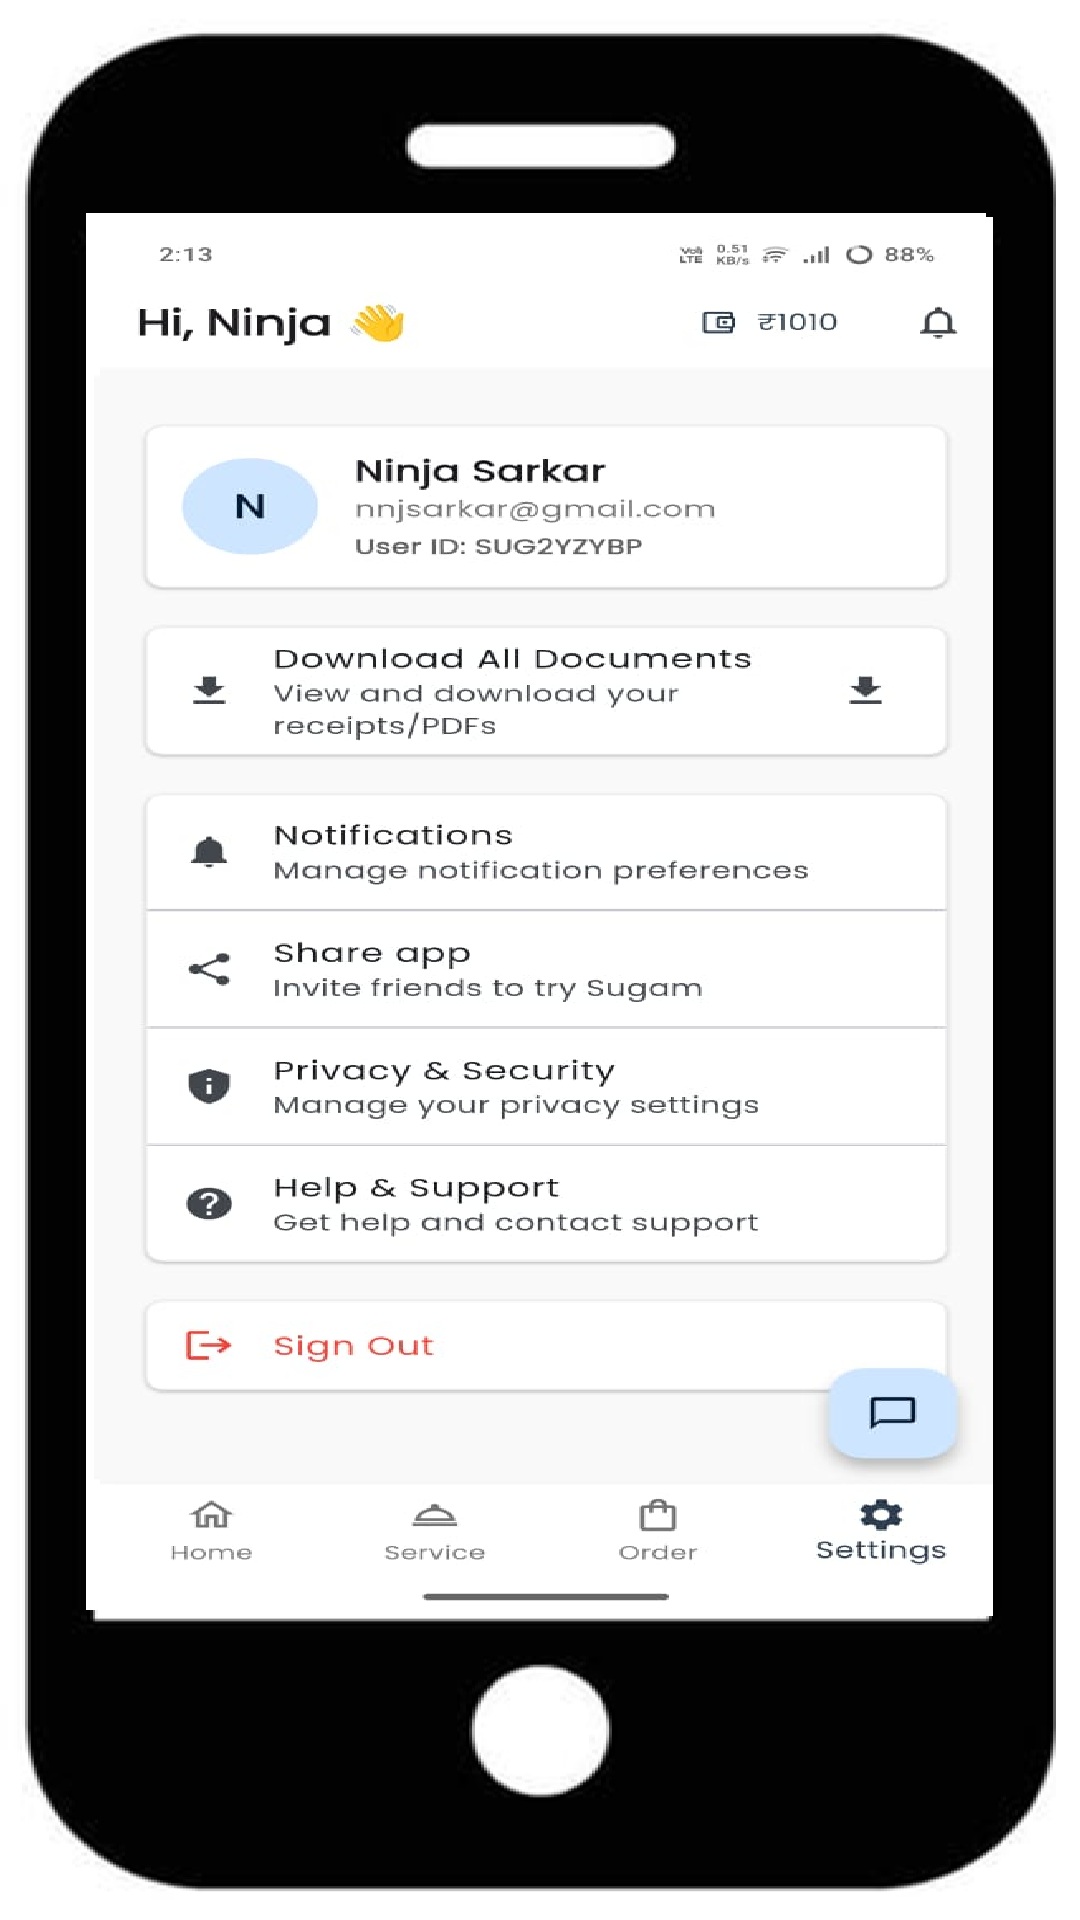 2:13 Vo) LTE 0.51 KB/s 88%
Hi, Ninja 👋 ₹1010
N
Ninja Sarkar
nnjsarkar@gmail.com
User ID: SUG2YZYBP
Download All Documents
View and download your
receipts/PDFs
Notifications
Manage notification preferences
Share app
Invite friends to try Sugam
Privacy & Security
Manage your privacy settings
Help & Support
Get help and contact support
Sign Out
Home Service Order Settings